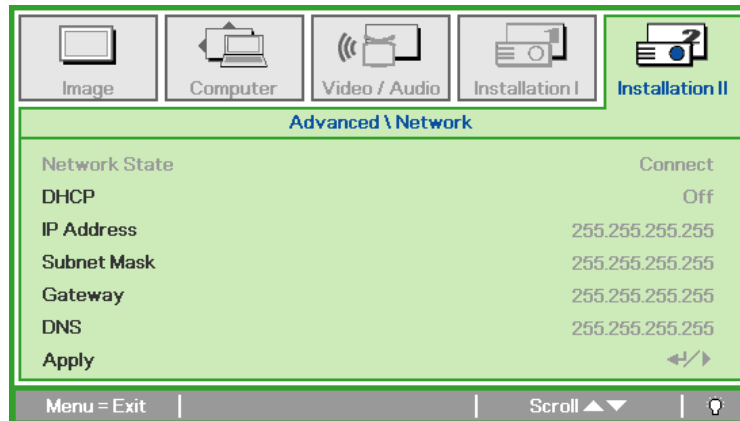 Image Computer Video / Audio Installation I Installation II
Advanced \ Network
Network State Connect
DHCP Off
IP Address 255.255.255.255
Subnet Mask 255.255.255.255
Gateway 255.255.255.255
DNS 255.255.255.255
Apply
Menu = Exit Scroll